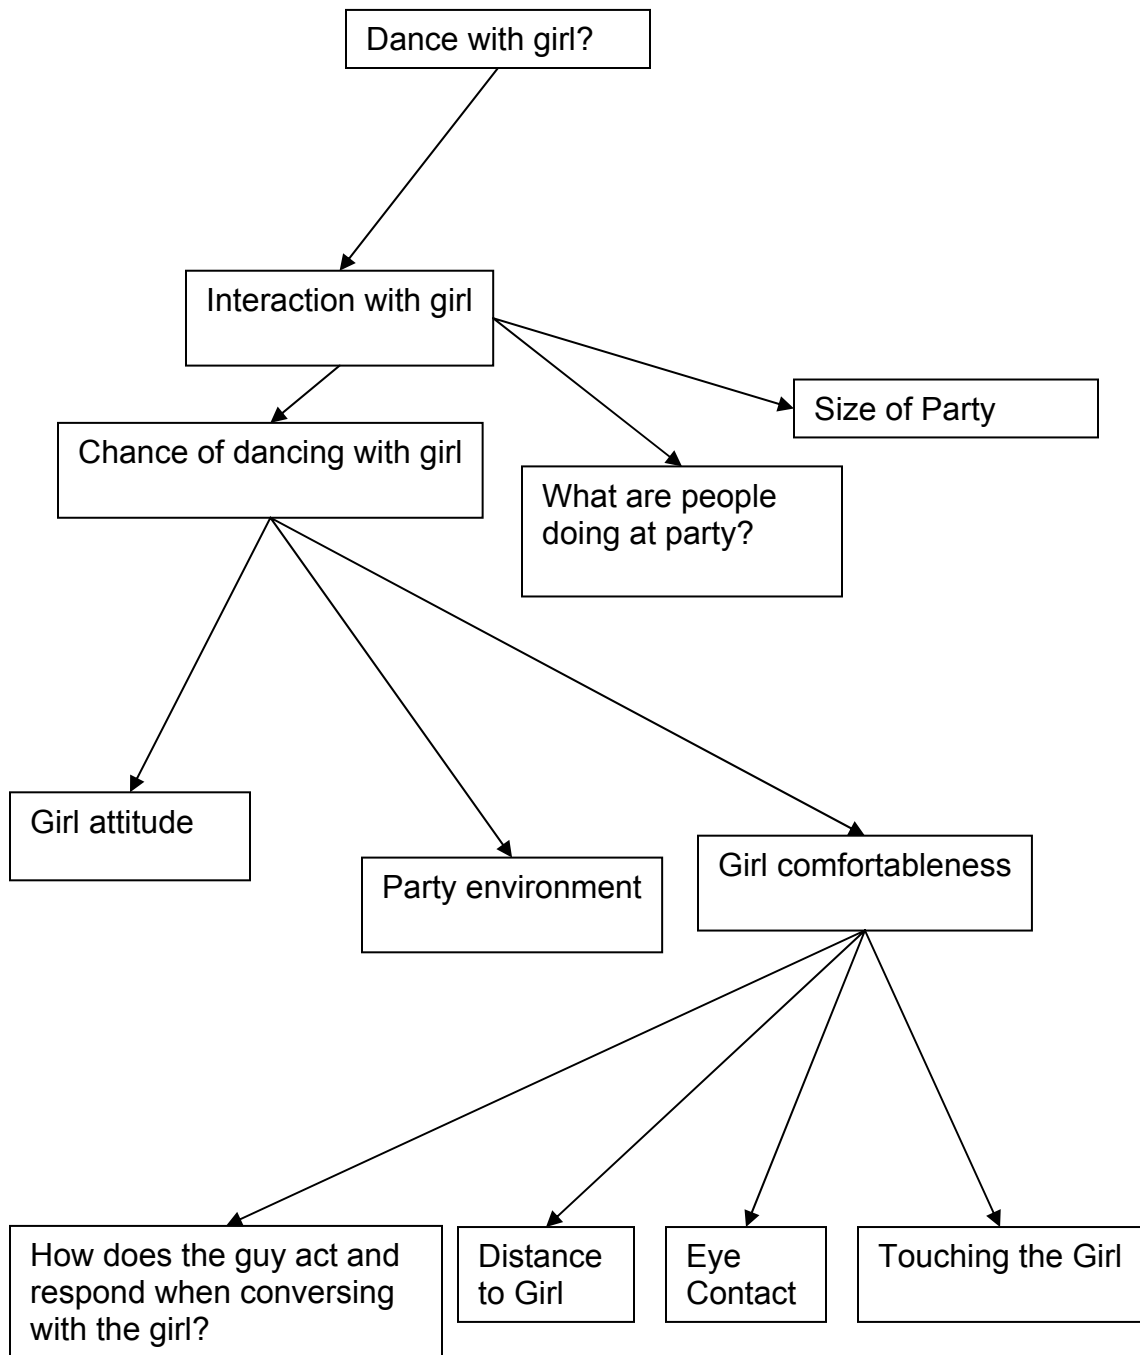 Dance with girl?
Interaction with girl
Size of Party
Chance of dancing with girl
What are people
doing at party?
Girl attitude
Party environment
Girl comfortableness
How does the guy act and
respond when conversing
with the girl?
Distance
to Girl
Eye
Contact
Touching the Girl